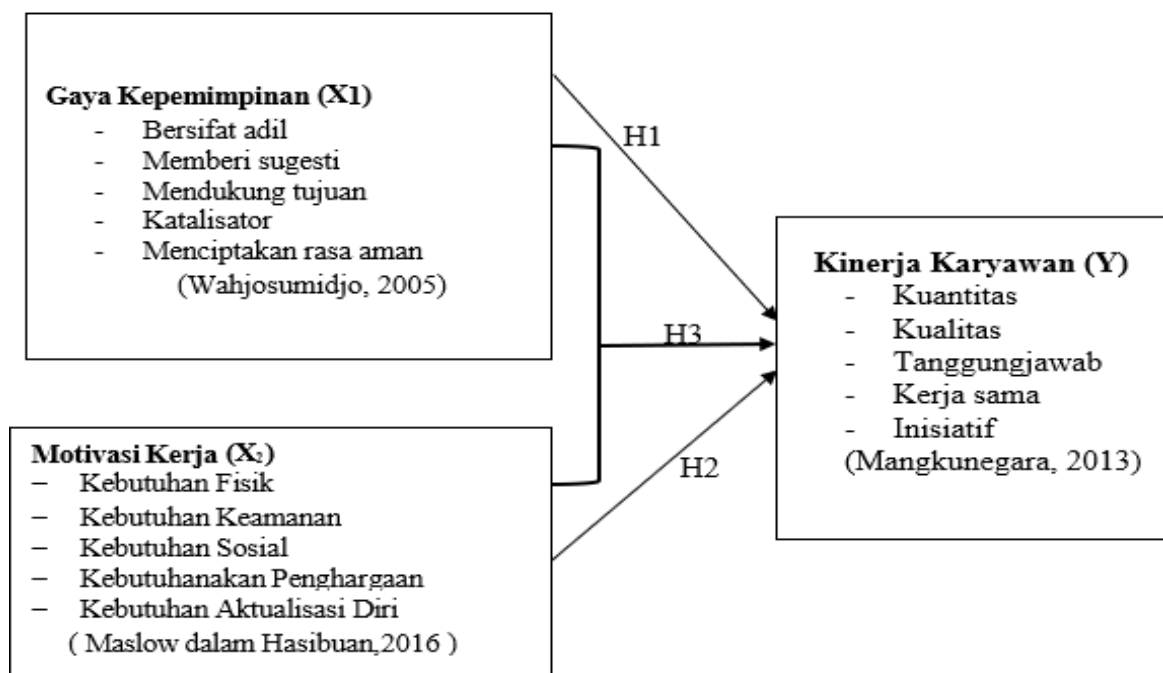 Gaya Kepemimpinan (X1)
- Bersifat adil
- Memberi sugesti
- Mendukung tujuan
- Katalisator
- Menciptakan rasa aman
(Wahjosumidjo, 2005)
H1
H3
H2
Motivasi Kerja (X₂)
– Kebutuhan Fisik
– Kebutuhan Keamanan
– Kebutuhan Sosial
– Kebutuhanakan Penghargaan
– Kebutuhan Aktualisasi Diri
( Maslow dalam Hasibuan,2016 )
Kinerja Karyawan (Y)
- Kuantitas
- Kualitas
- Tanggungjawab
- Kerja sama
- Inisiatif
(Mangkunegara, 2013)